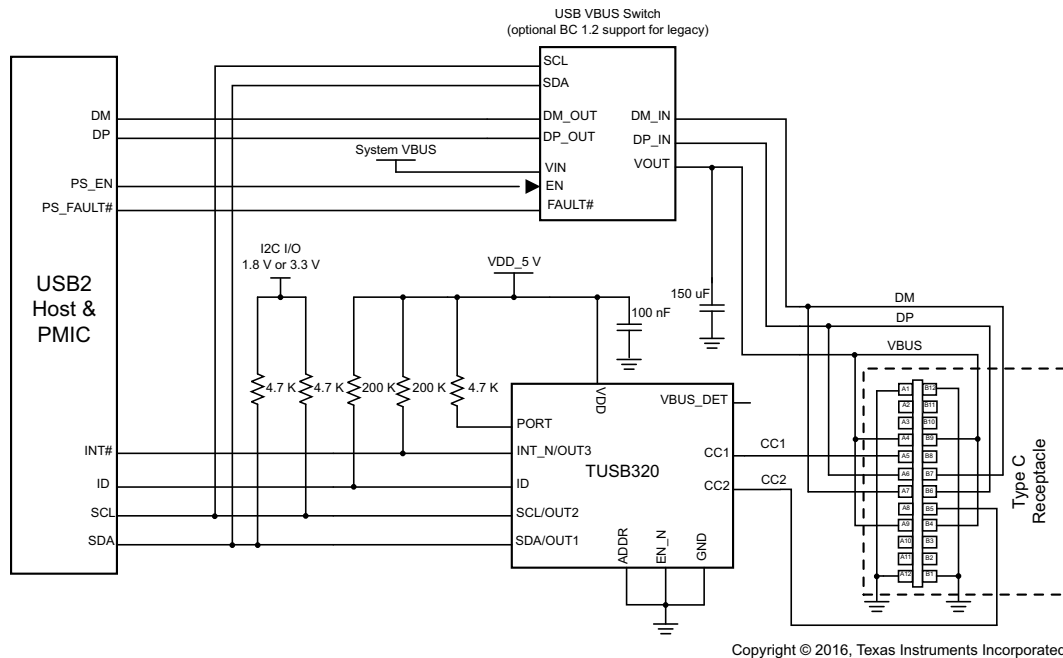 USB VBUS Switch
(optional BC 1.2 support for legacy)
SCL
SDA
DM
DM_OUT
DM_IN
DP
DP_OUT
DP_IN
System VBUS
VOUT
VIN
PS_EN
EN
PS_FAULT#
FAULT#
I2C I/O
1.8 V or 3.3 V
VDD_5 V
USB2
Host &
PMIC
150 uF
100 nF
DM
DP
VBUS
4.7 K
4.7 K
200 K
200 K
4.7 K
VDD
VBUS_DET
PORT
INT#
INT_N/OUT3
CC1
CC1
TUSB320
ID
ID
CC2
CC2
SCL
SCL/OUT2
SDA
SDA/OUT1
ADDR
EN_N
GND
A1
B12
A2
B11
A3
B10
A4
B9
A5
B8
A6
B7
A7
B6
A8
B5
A9
B4
A10
B3
A11
B2
A12
B1
Type C
Receptacle
Copyright © 2016, Texas Instruments Incorporated